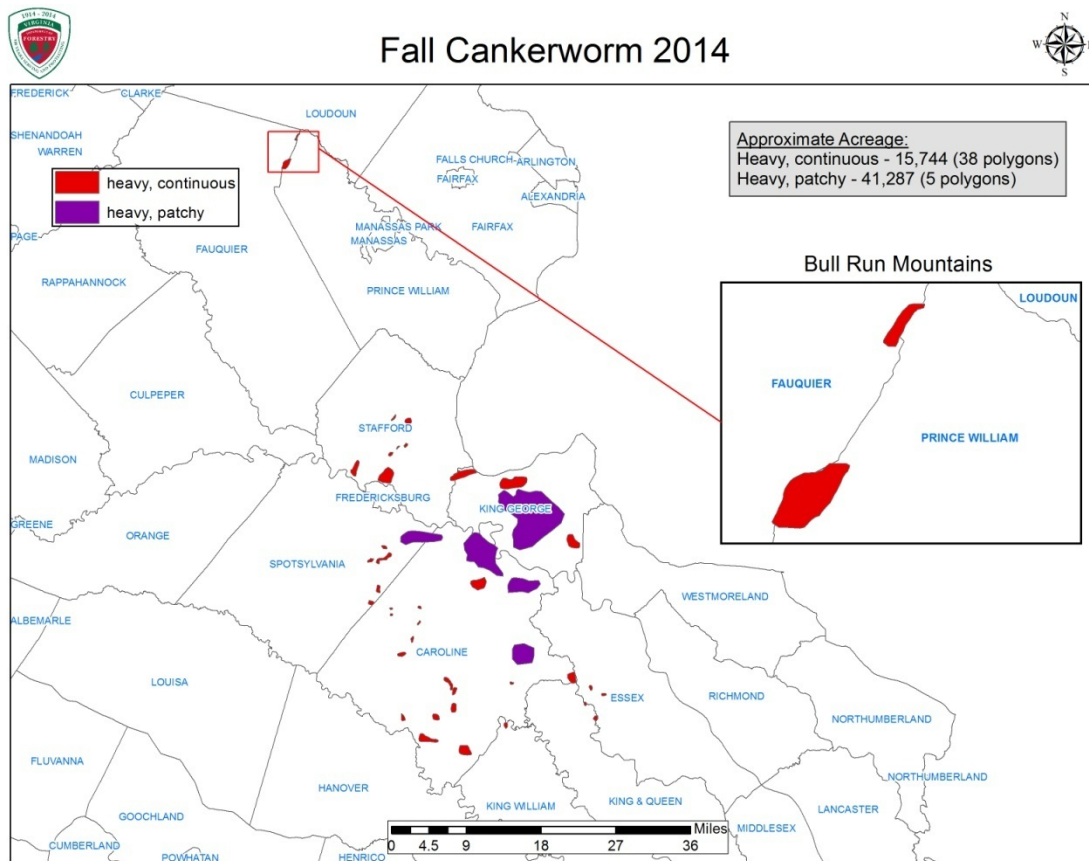 1914 - 2014
VIRGINIA
FORESTRY
Fall Cankerworm 2014
N
W
S
FREDERICK
CLARKE
LOUDOUN
SHENANDOAH
WARREN
FALLS CHURCH
ARLINGTON
FAIRFAX
ALEXANDRIA
Approximate Acreage:
Heavy, continuous - 15,744 (38 polygons)
Heavy, patchy - 41,287 (5 polygons)
heavy, continuous
heavy, patchy
PAGE
FAUQUIER
MANASSAS PARK
MANASSAS
FAIRFAX
RAPPAHANNOCK
PRINCE WILLIAM
Bull Run Mountains
LOUDOUN
FAUQUIER
PRINCE WILLIAM
CULPEPER
STAFFORD
MADISON
FREDERICKSBURG
KING GEORGE
GREENE
ORANGE
SPOTSYLVANIA
WESTMORELAND
ALBEMARLE
CAROLINE
LOUISA
ESSEX
RICHMOND
NORTHUMBERLAND
FLUVANNA
NORTHUMBERLAND
HANOVER
KING WILLIAM
KING & QUEEN
LANCASTER
GOOCHLAND
MIDDLESEX
CUMBERLAND
POWHATAN
HENRICO
Miles
0 4.5 9 18 27 36